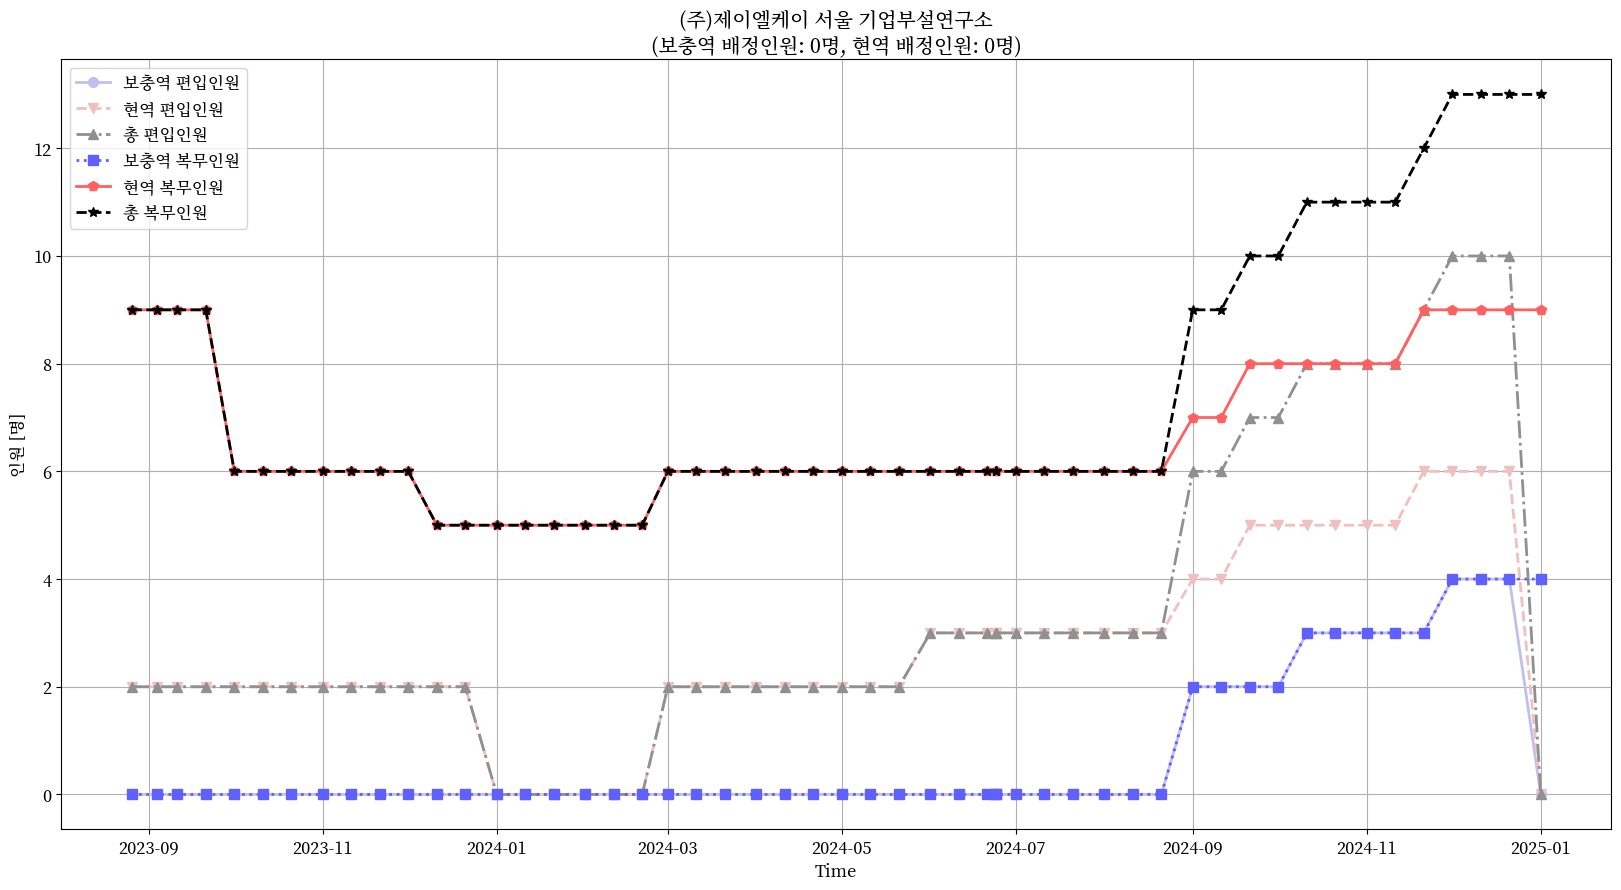 (주)제이엘케이 서울 기업부설연구소
(보충역 배정인원: 0명, 현역 배정인원: 0명)
보충역 편입인원
현역 편입인원
총 편입인원
보충역 복무인원
현역 복무인원
총 복무인원
인원 [명]
12
10
8
6
4
2
0
2023-09
2023-11
2024-01
2024-03
2024-05
2024-07
2024-09
2024-11
2025-01
Time